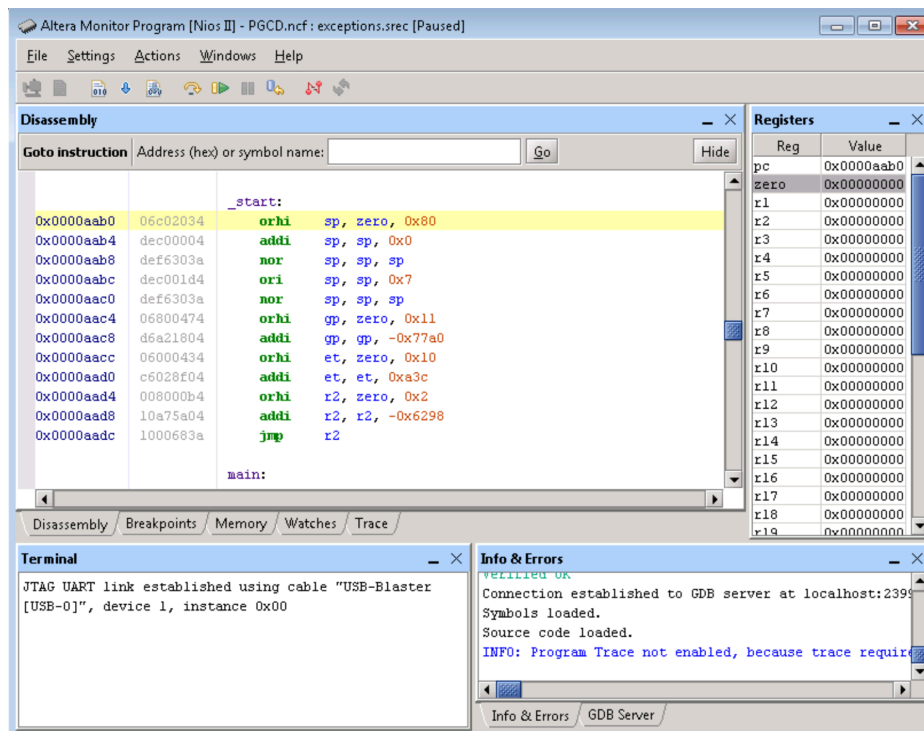 Altera Monitor Program [Nios II] - PGCD.ncf : exceptions.srec [Paused]
File Settings Actions Windows Help
Disassembly
Goto instruction Address (hex) or symbol name: Go Hide
_start:
0x0000aab0 06c02034 orhi sp, zero, 0x80
0x0000aab4 dec00004 addi sp, sp, 0x0
0x0000aab8 def6303a nor sp, sp, sp
0x0000aabc dec001d4 ori sp, sp, 0x7
0x0000aac0 def6303a nor sp, sp, sp
0x0000aac4 06800474 orhi gp, zero, 0x11
0x0000aac8 d6a21804 addi gp, gp, -0x77a0
0x0000aacc 06000434 orhi et, zero, 0x10
0x0000aad0 c6028f04 addi et, et, 0xa3c
0x0000aad4 008000b4 orhi r2, zero, 0x2
0x0000aad8 10a75a04 addi r2, r2, -0x6298
0x0000aadc 1000683a jmp r2
main:
Disassembly Breakpoints Memory Watches Trace
Registers
Reg Value
pc 0x0000aab0
zero 0x00000000
r1 0x00000000
r2 0x00000000
r3 0x00000000
r4 0x00000000
r5 0x00000000
r6 0x00000000
r7 0x00000000
r8 0x00000000
r9 0x00000000
r10 0x00000000
r11 0x00000000
r12 0x00000000
r13 0x00000000
r14 0x00000000
r15 0x00000000
r16 0x00000000
r17 0x00000000
r18 0x00000000
r19 0x00000000
Terminal
JTAG UART link established using cable "USB-Blaster
[USB-0]", device 1, instance 0x00
Info & Errors
Verified OK
Connection established to GDB server at localhost:2399
Symbols loaded.
Source code loaded.
INFO: Program Trace not enabled, because trace require
Info & Errors GDB Server